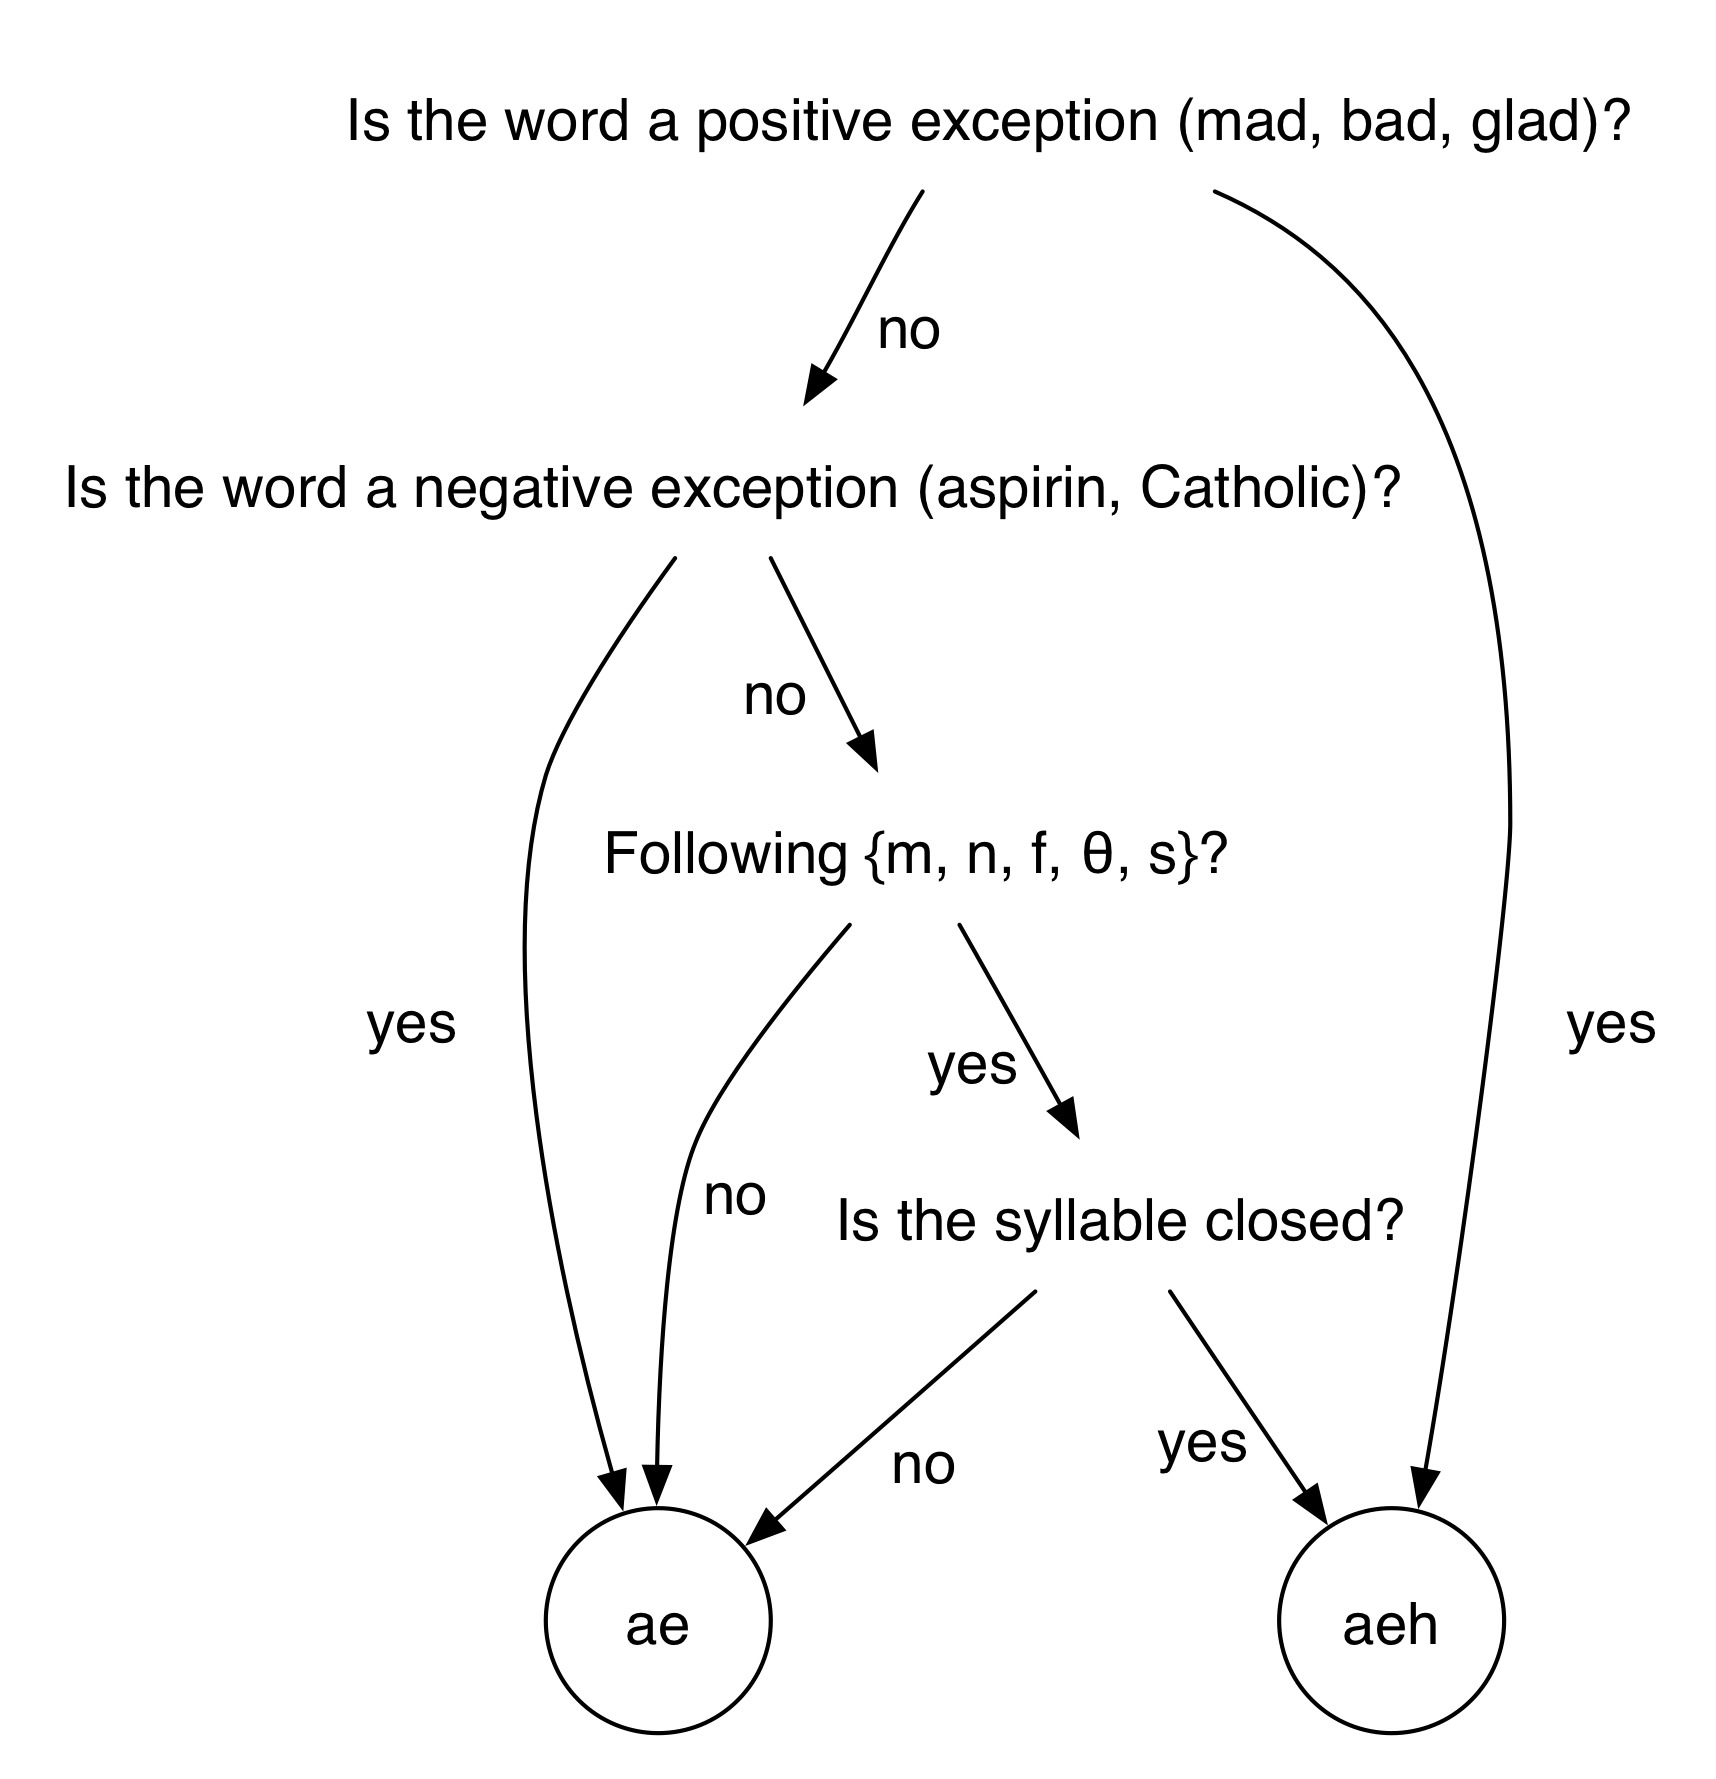 Is the word a positive exception (mad, bad, glad)?
no
Is the word a negative exception (aspirin, Catholic)?
no
Following {m, n, f, θ, s}?
yes
yes
yes
no
Is the syllable closed?
no
yes
ae
aeh